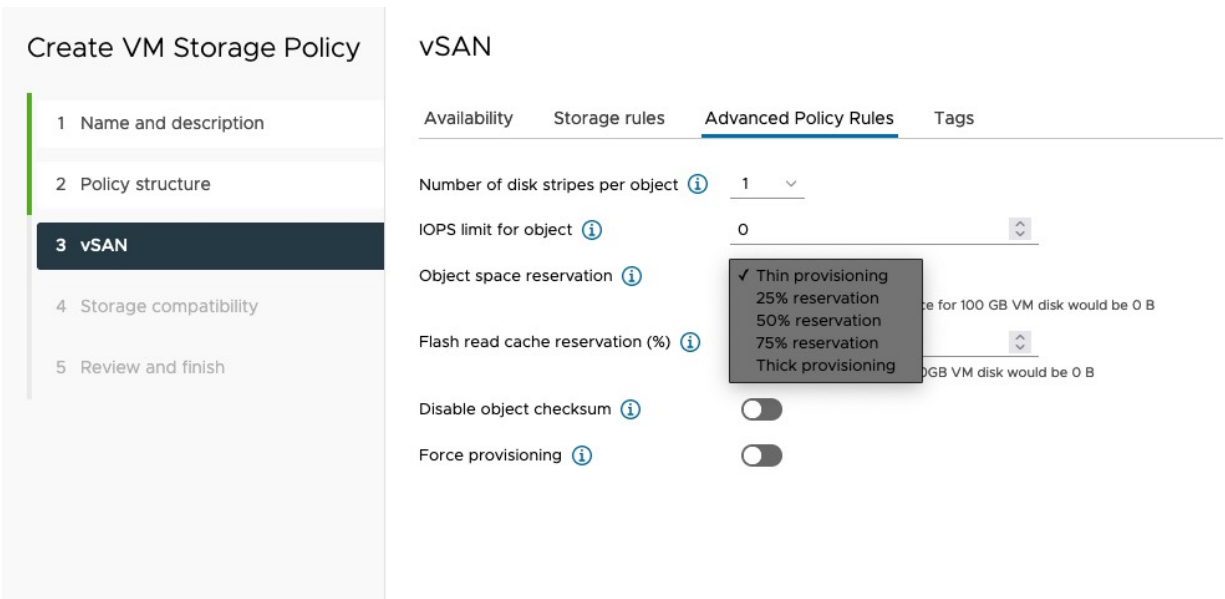 Create VM Storage Policy
1 Name and description
2 Policy structure
3 vSAN
4 Storage compatibility
5 Review and finish
vSAN
Availability Storage rules Advanced Policy Rules Tags
Number of disk stripes per object 1
IOPS limit for object 0
Object space reservation ✓ Thin provisioning
25% reservation
for 100 GB VM disk would be 0 B
50% reservation
75% reservation
Thick provisioning
Flash read cache reservation (%)
VM disk would be 0 B
Disable object checksum
Force provisioning